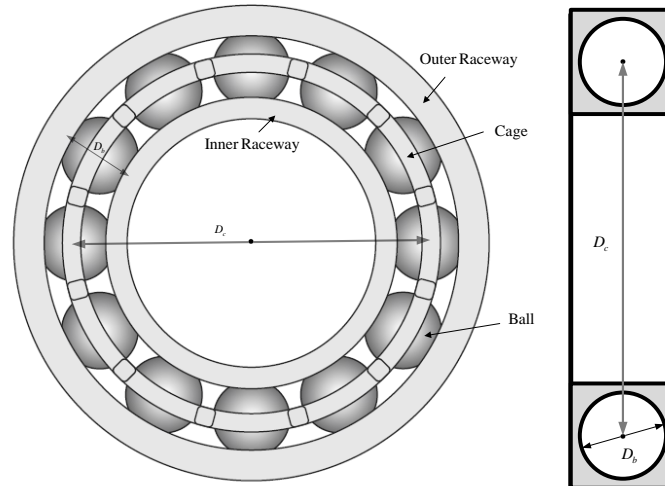 Outer Raceway
Inner Raceway
Cage
D_b
D_c
Ball
D_c
D_b